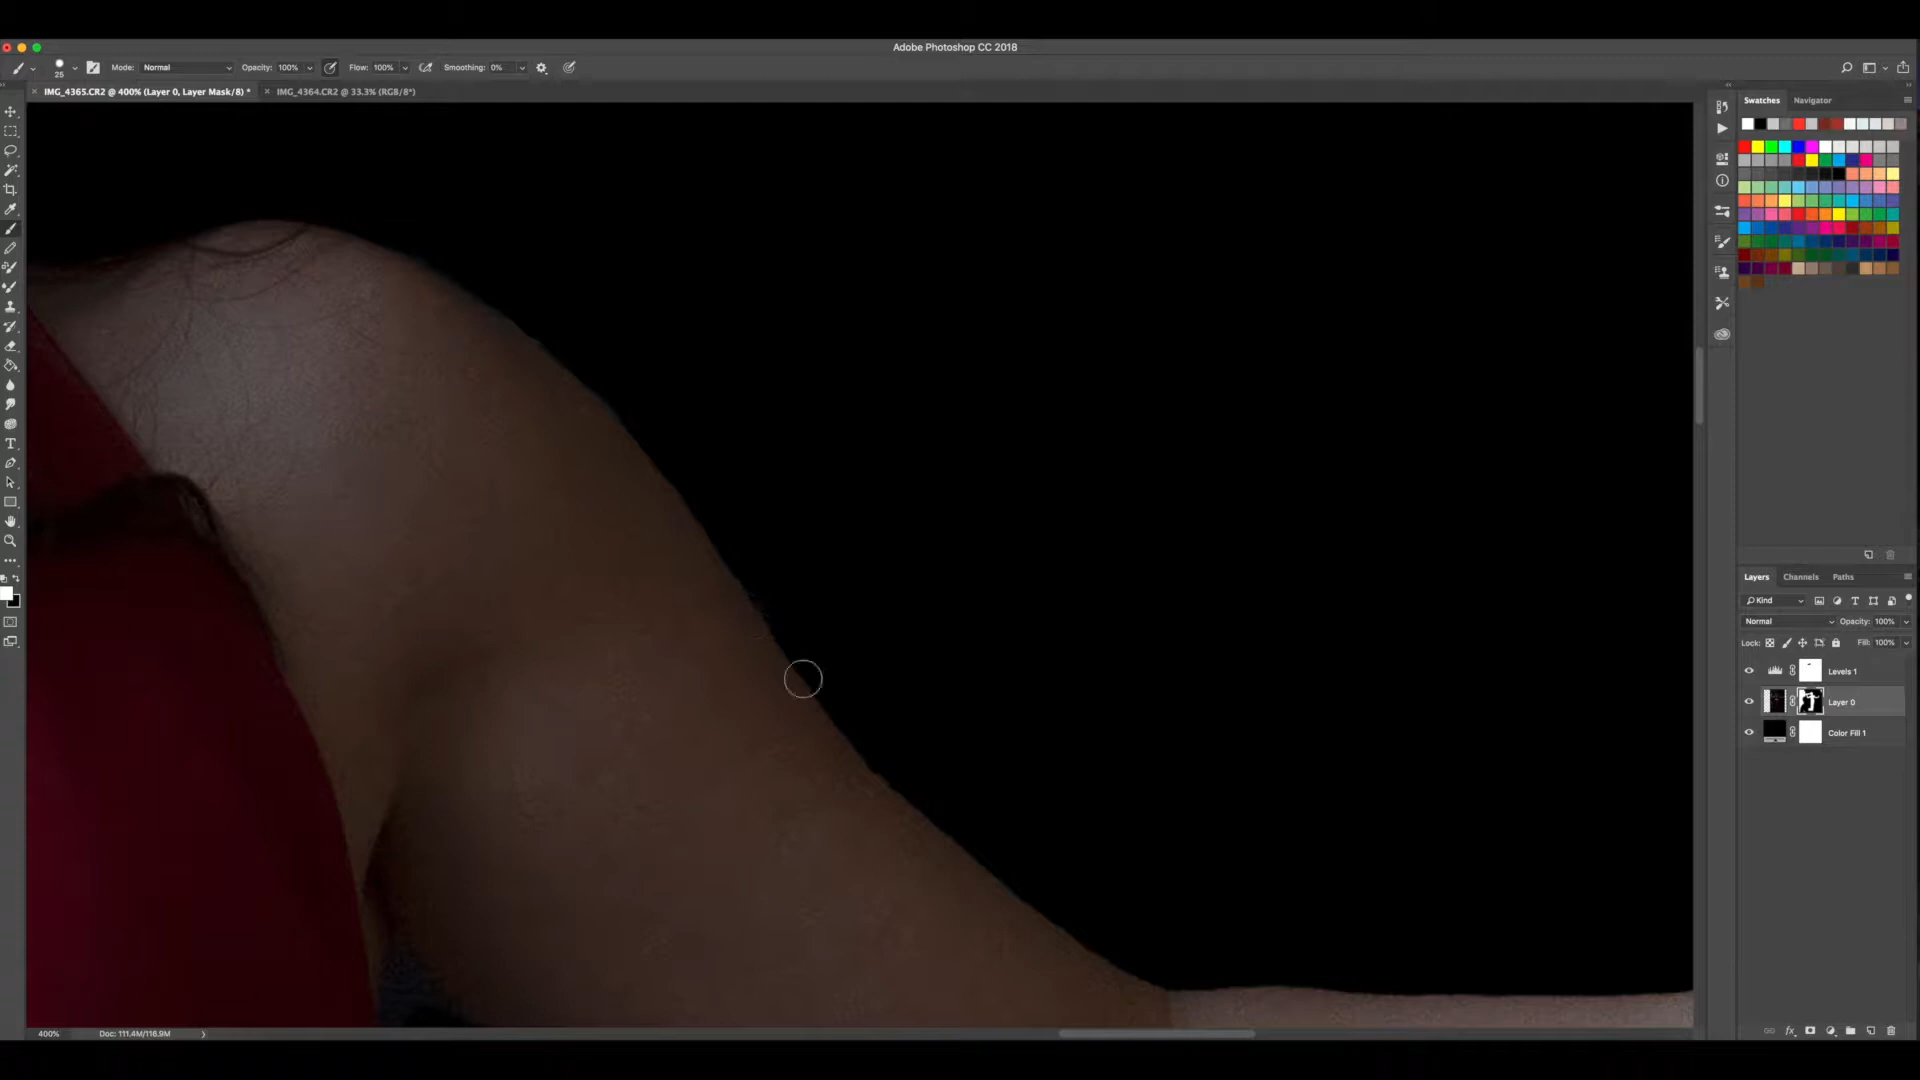 Adobe Photoshop CC 2018
25 Mode: Normal Opacity: 100% Flow: 100% Smoothing: 0%
IMG_4365.CR2 @ 400% (Layer 0, Layer Mask/8) * IMG_4364.CR2 @ 33.3% (RGB/8*)
Swatches Navigator
Layers Channels Paths
Kind
Normal Opacity: 100%
Lock: Fill: 100%
Levels 1
Layer 0
Color Fill 1
400% Doc: 111.4M/116.9M